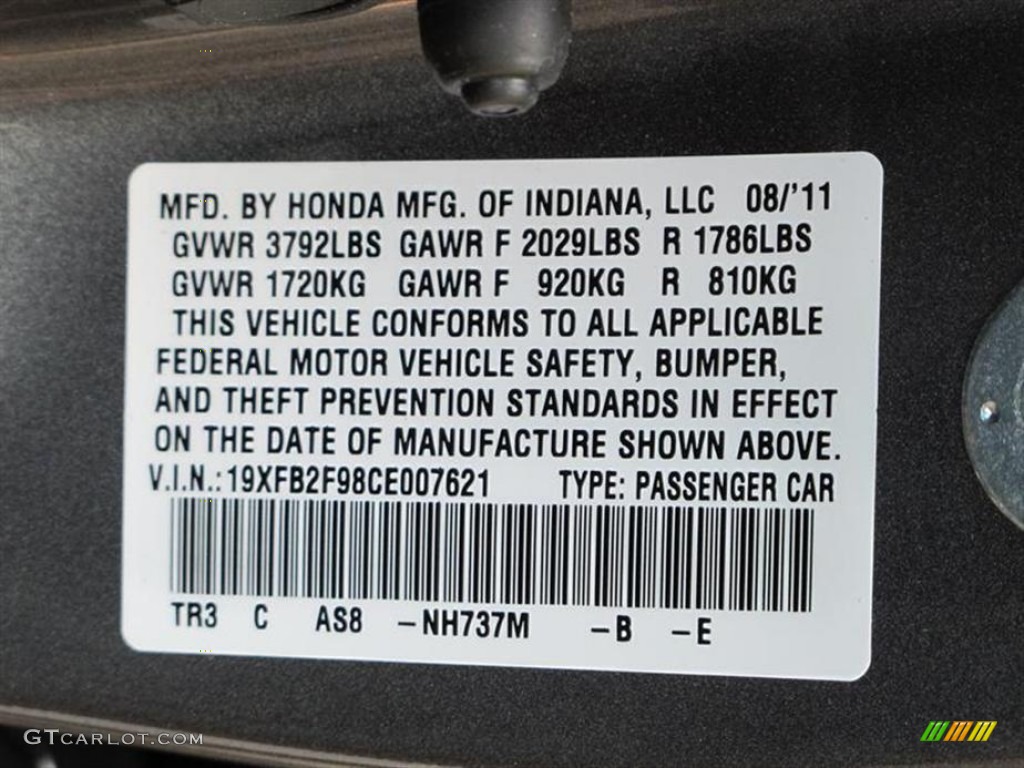 MFD. BY HONDA MFG. OF INDIANA, LLC 08/'11
GVWR 3792LBS GAWR F 2029LBS R 1786LBS
GVWR 1720KG GAWR F 920KG R 810KG
THIS VEHICLE CONFORMS TO ALL APPLICABLE
FEDERAL MOTOR VEHICLE SAFETY, BUMPER,
AND THEFT PREVENTION STANDARDS IN EFFECT
ON THE DATE OF MANUFACTURE SHOWN ABOVE.
V.I.N.: 19XFB2F98CE007621 TYPE: PASSENGER CAR
TR3 C AS8 -NH737M -B -E
GTCARLOT.COM